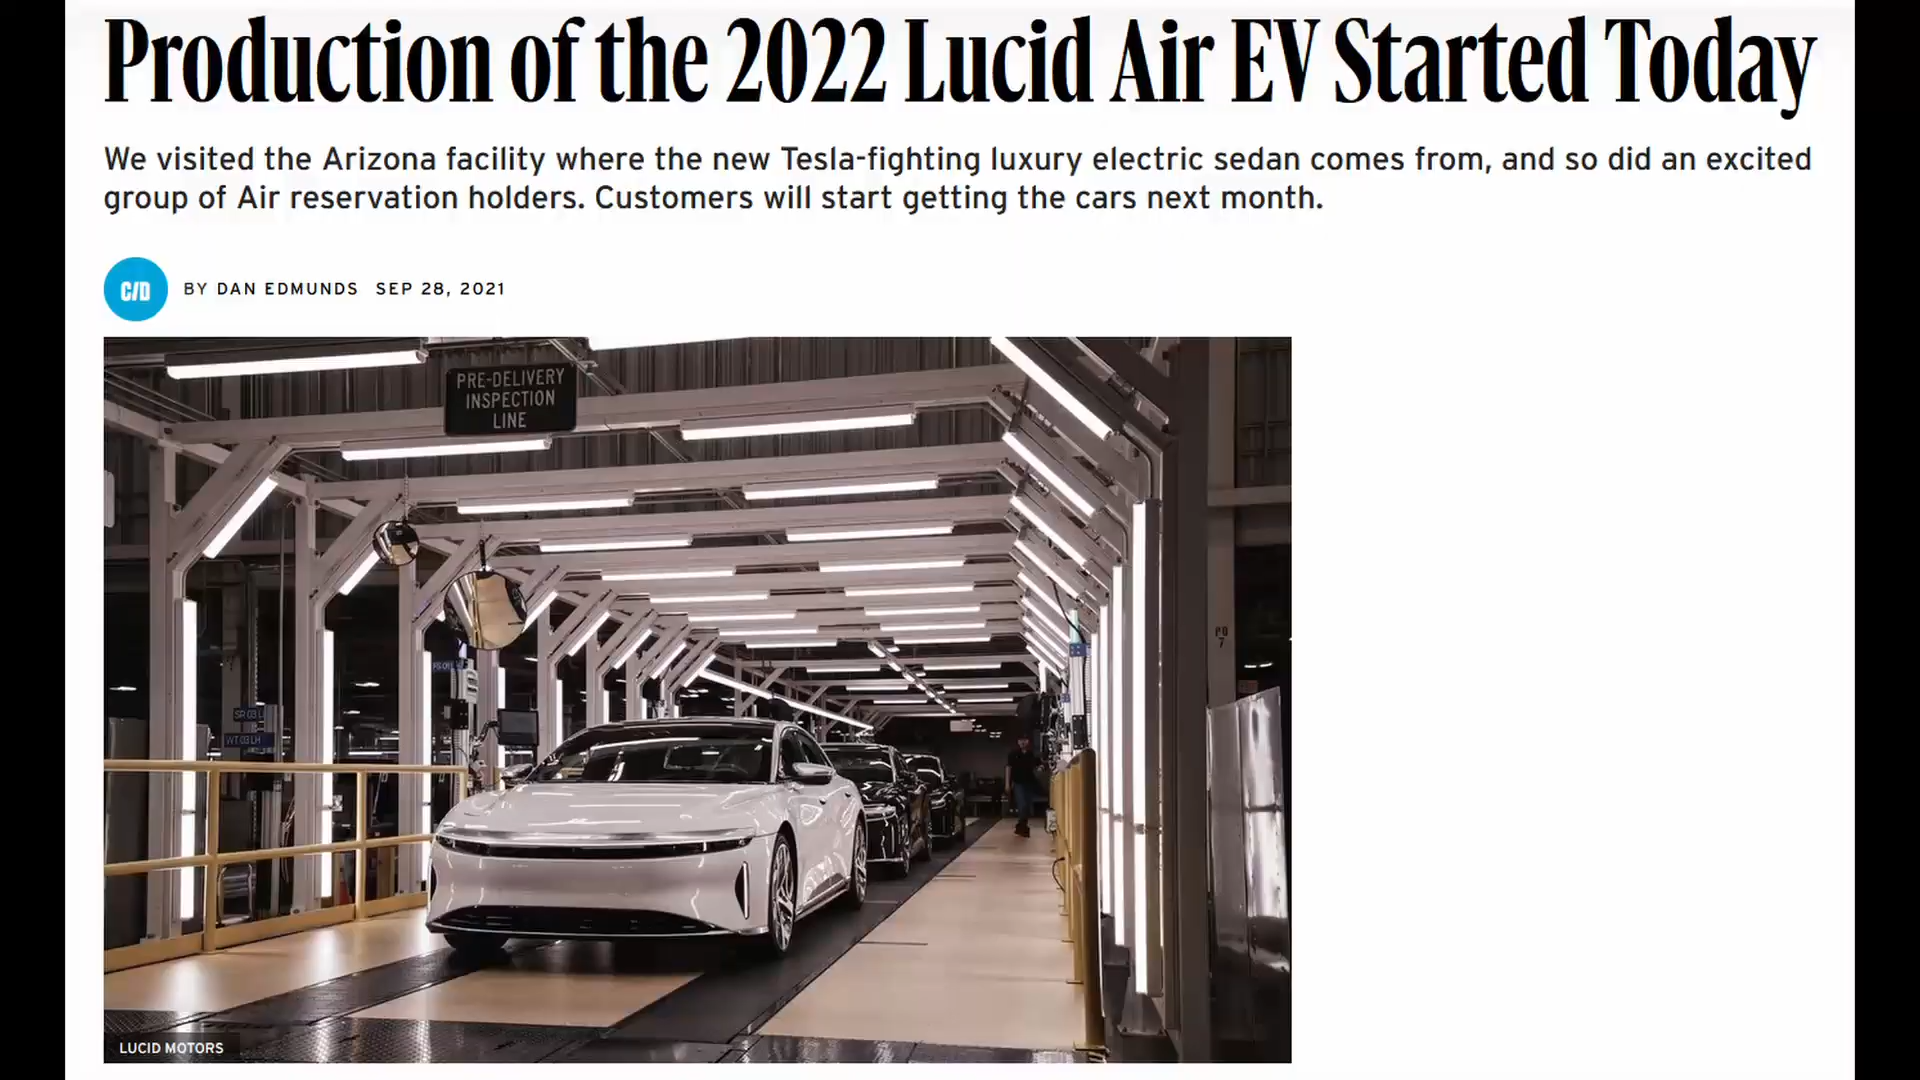 Production of the 2022 Lucid Air EV Started Today
We visited the Arizona facility where the new Tesla-fighting luxury electric sedan comes from, and so did an excited
group of Air reservation holders. Customers will start getting the cars next month.
C/D
BY DAN EDMUNDS SEP 28, 2021
PRE-DELIVERY
INSPECTION
LINE
LUCID MOTORS